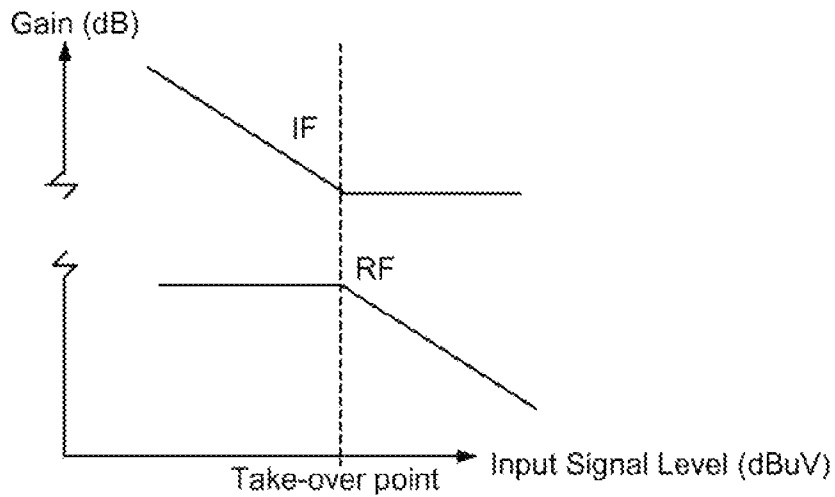 Gain (dB)
IF
RF
Input Signal Level (dBuV)
Take-over point